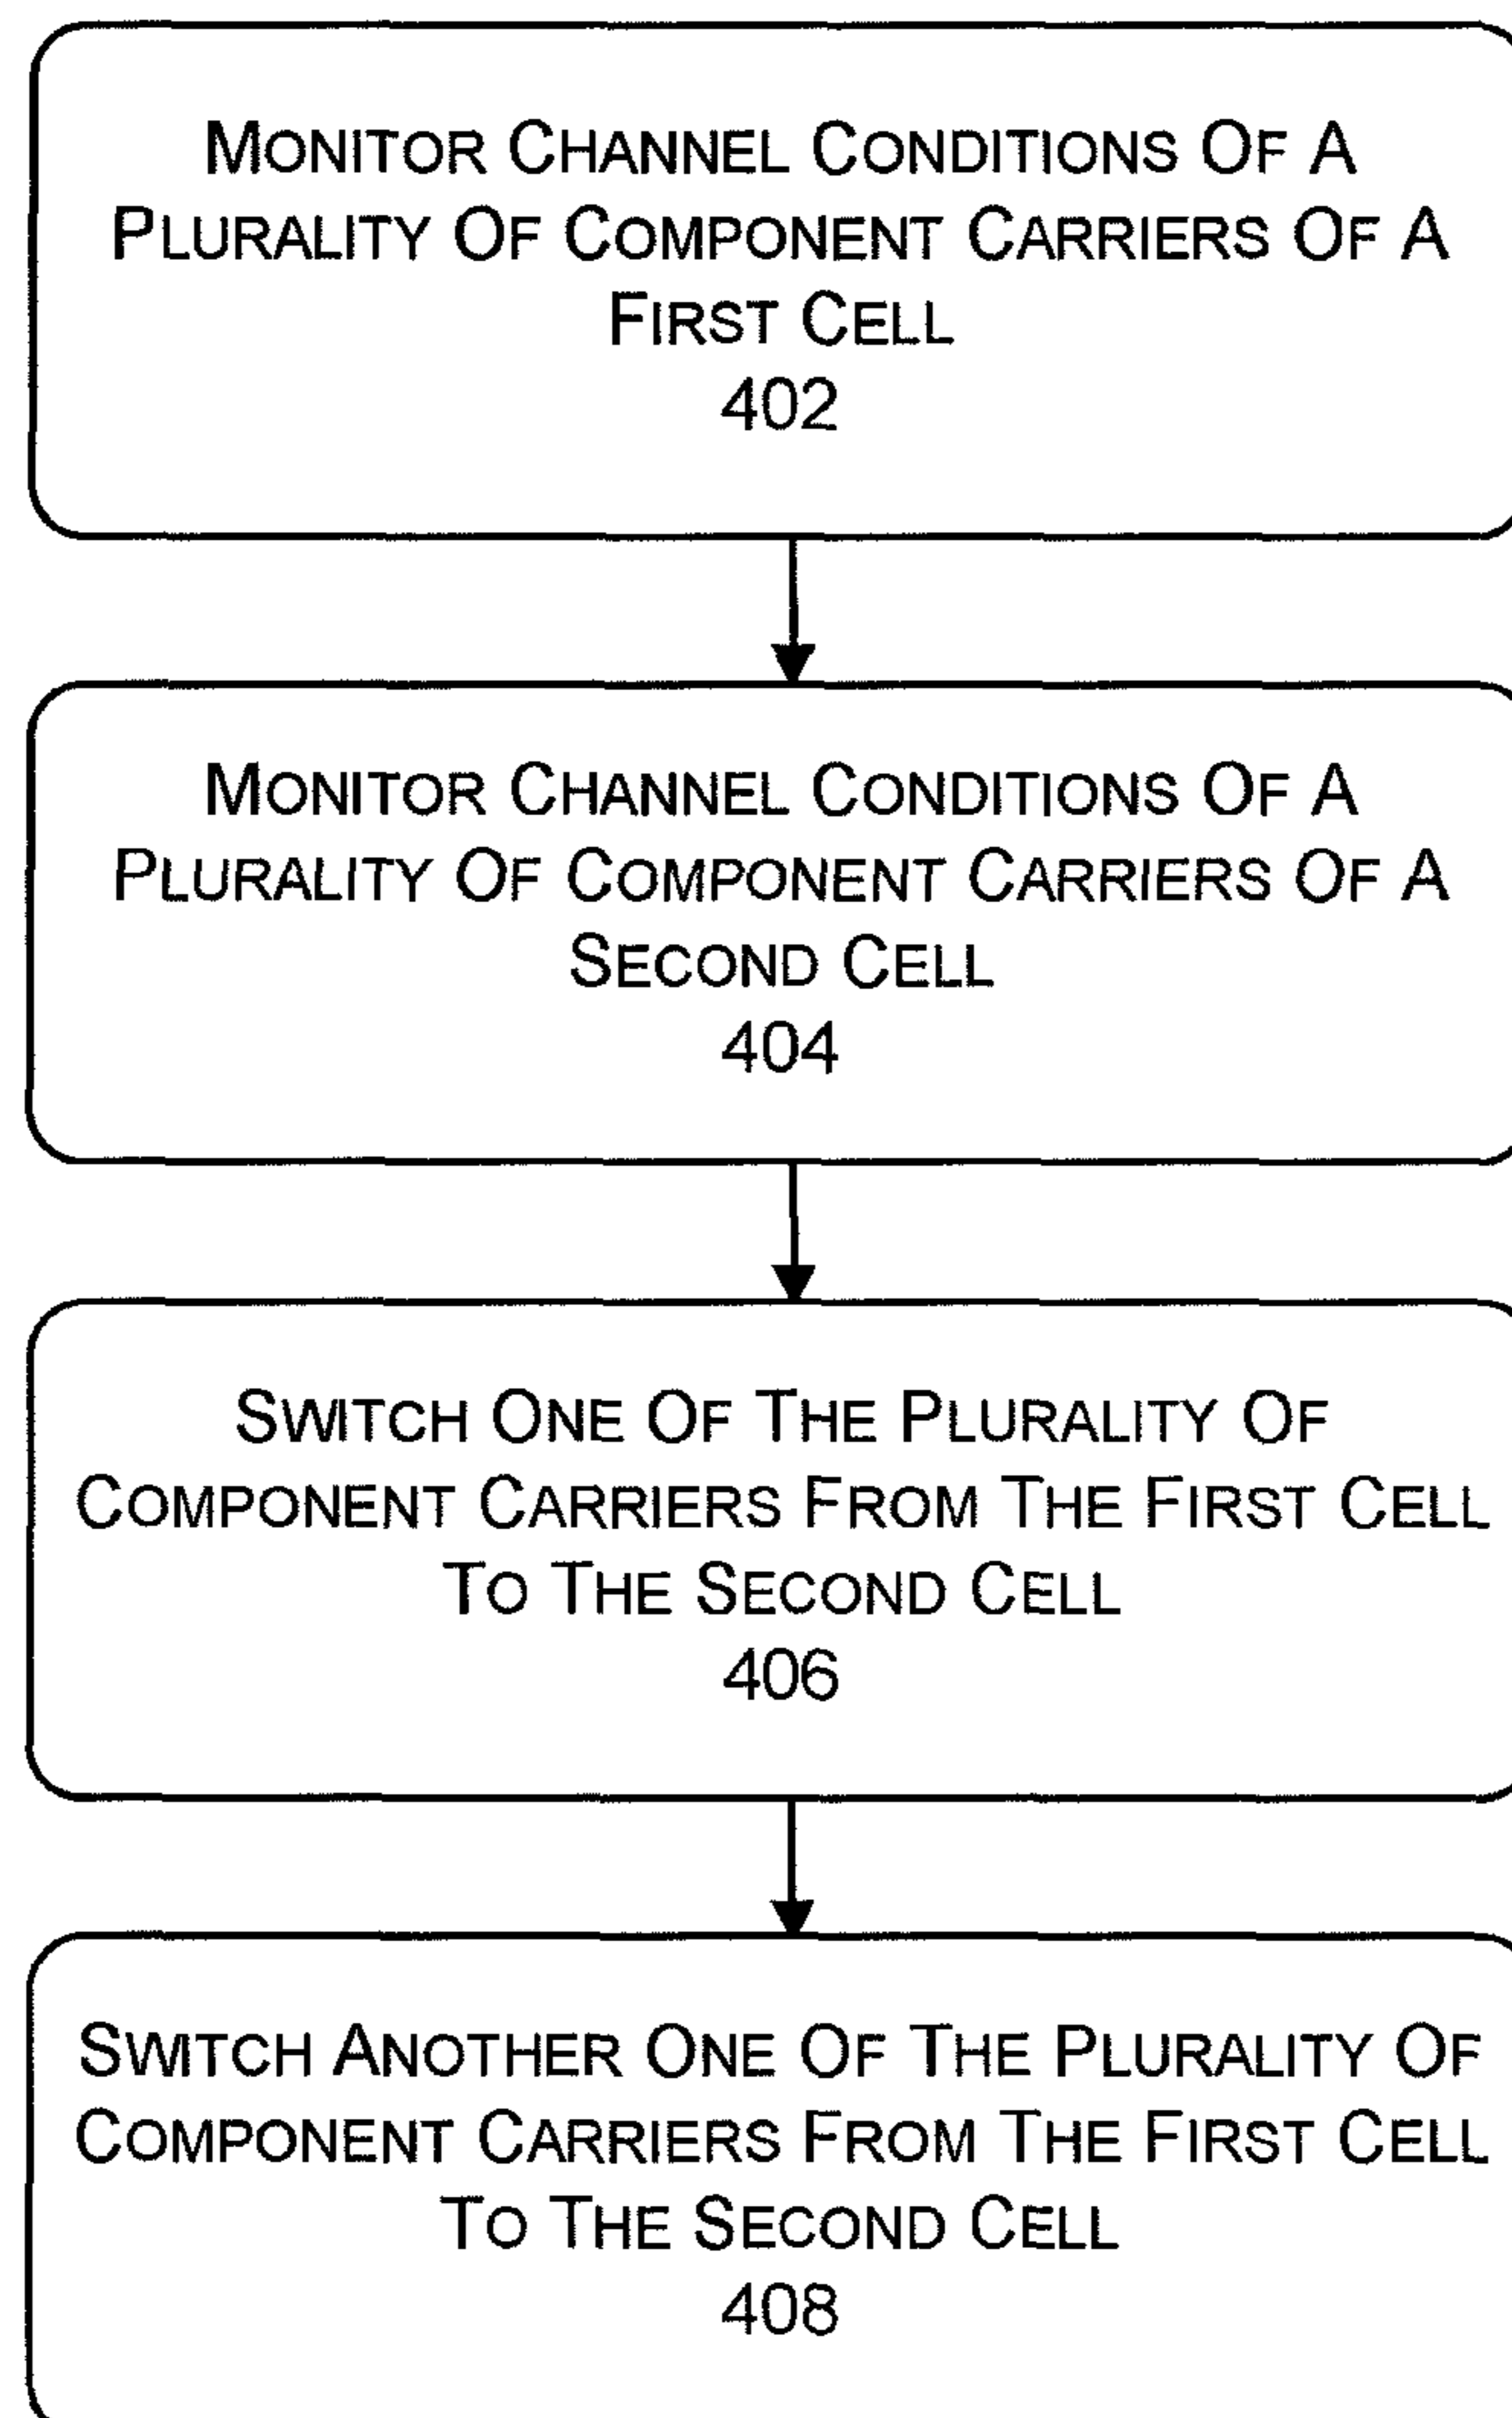 MONITOR CHANNEL CONDITIONS OF A
PLURALITY OF COMPONENT CARRIERS OF A
FIRST CELL
402
MONITOR CHANNEL CONDITIONS OF A
PLURALITY OF COMPONENT CARRIERS OF A
SECOND CELL
404
SWITCH ONE OF THE PLURALITY OF
COMPONENT CARRIERS FROM THE FIRST CELL
TO THE SECOND CELL
406
SWITCH ANOTHER ONE OF THE PLURALITY OF
COMPONENT CARRIERS FROM THE FIRST CELL
TO THE SECOND CELL
408